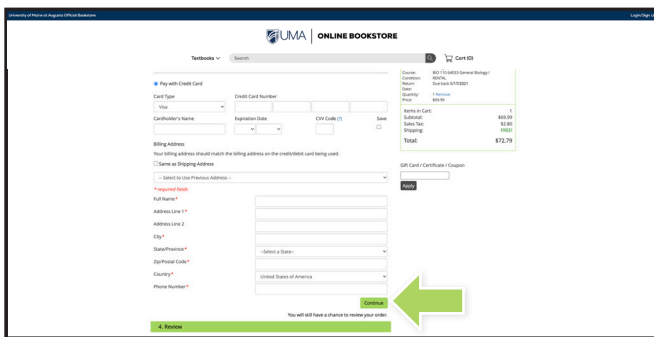 University of Maine at Augusta Official Bookstore
Login/Sign Up
UMA | ONLINE BOOKSTORE
Textbooks
Search
Cart (0)
Pay with Credit Card
Card Type
Credit Card Number
Visa
Cardholder's Name
Expiration Date
CVV Code (?)
Save
Billing Address
Your billing address should match the billing address on the credit/debit card being used.
Same as Shipping Address
-- Select to Use Previous Address --
* required fields
Full Name *
Address Line 1 *
Address Line 2
City *
State/Province *
--Select a State--
Zip/Postal Code *
Country *
United States of America
Phone Number *
Continue
You will still have a chance to review your order.
4. Review
Course: BIO 110 64033 General Biology I
Condition: RENTAL
Return Date: Due back 5/17/2021
Quantity: 1 Remove
Price: $69.99
Items in Cart: 1
Subtotal: $69.99
Sales Tax: $2.80
Shipping: FREE!
Total: $72.79
Gift Card / Certificate / Coupon
Apply